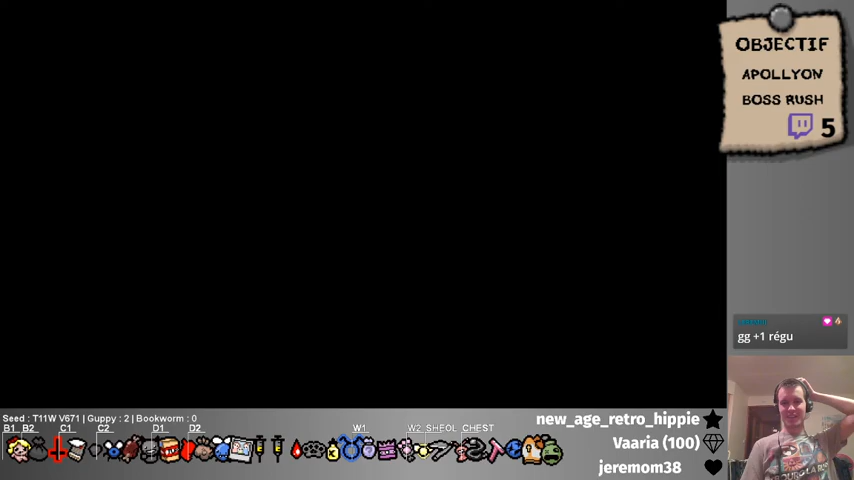 OBJECTIF
APOLLYON
BOSS RUSH
5
gg +1 régu
Seed : T11W V671 | Guppy : 2 | Bookworm : 0
B1 B2 C1 C2 D1 D2 W1 W2 SHEOL CHEST
new_age_retro_hippie
Vaaria (100)
jeremom38